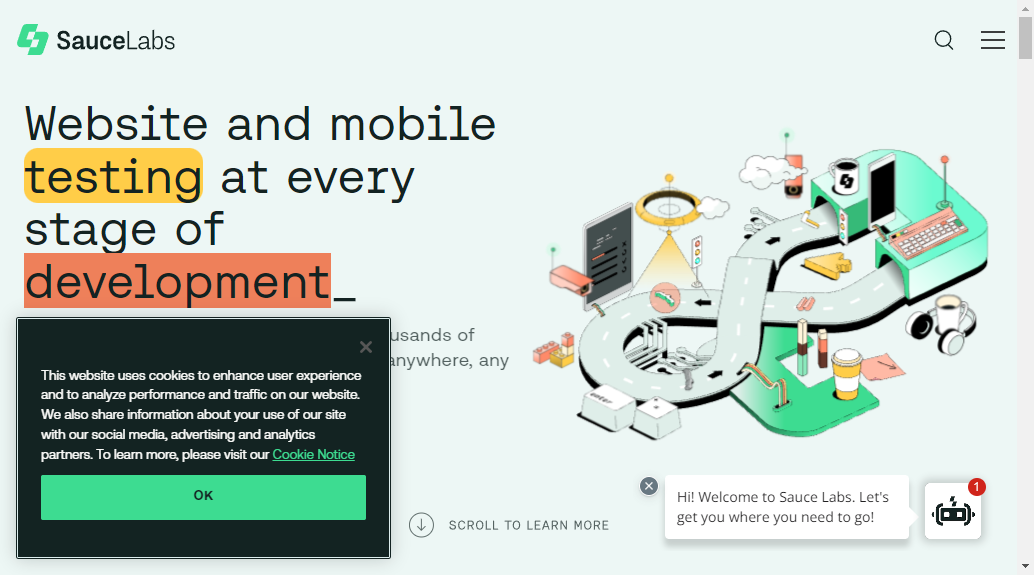 SauceLabs
Website and mobile
testing at every
stage of
development_
usands of
anywhere, any
This website uses cookies to enhance user experience
and to analyze performance and traffic on our website.
We also share information about your use of our site
with our social media, advertising and analytics
partners. To learn more, please visit our Cookie Notice
OK
SCROLL TO LEARN MORE
Hi! Welcome to Sauce Labs. Let's
get you where you need to go!
1